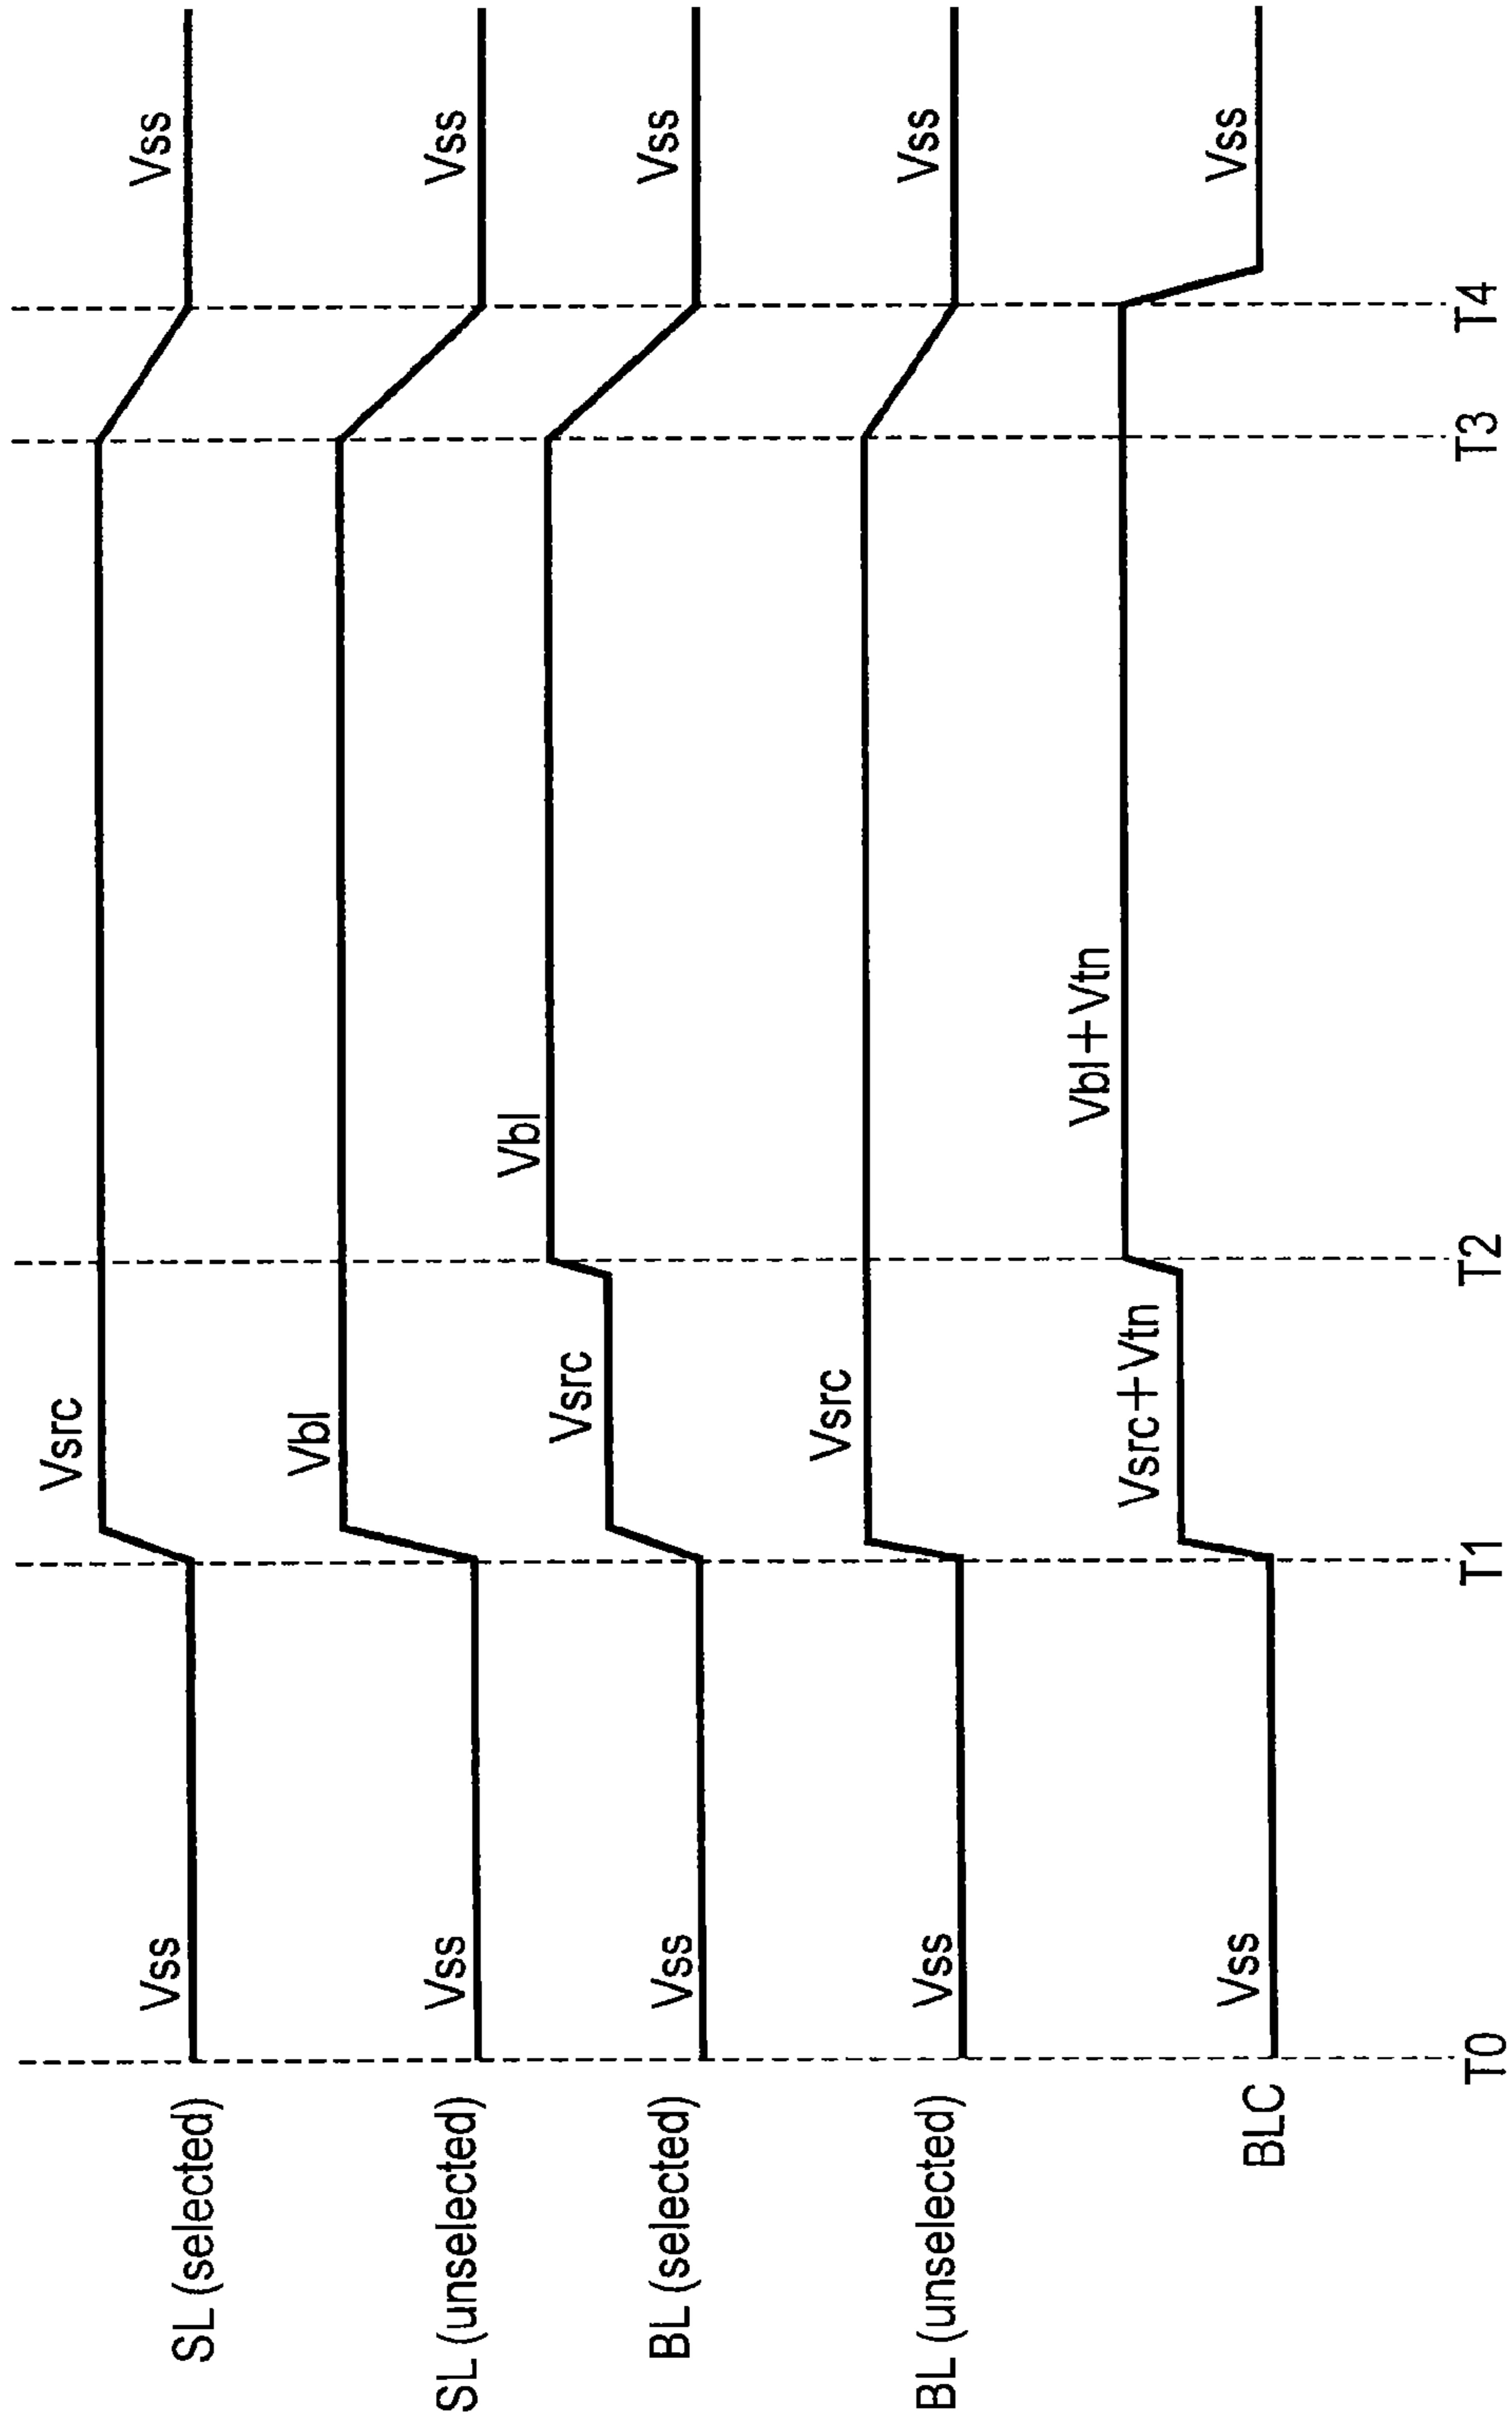 SL (selected) Vss Vsrc Vss
SL (unselected) Vss Vbl Vss
BL (selected) Vss Vsrc Vbl Vss
BL (unselected) Vss Vsrc Vss
BLC Vss Vsrc+Vtn Vbl+Vtn Vss
T0 T1 T2 T3 T4